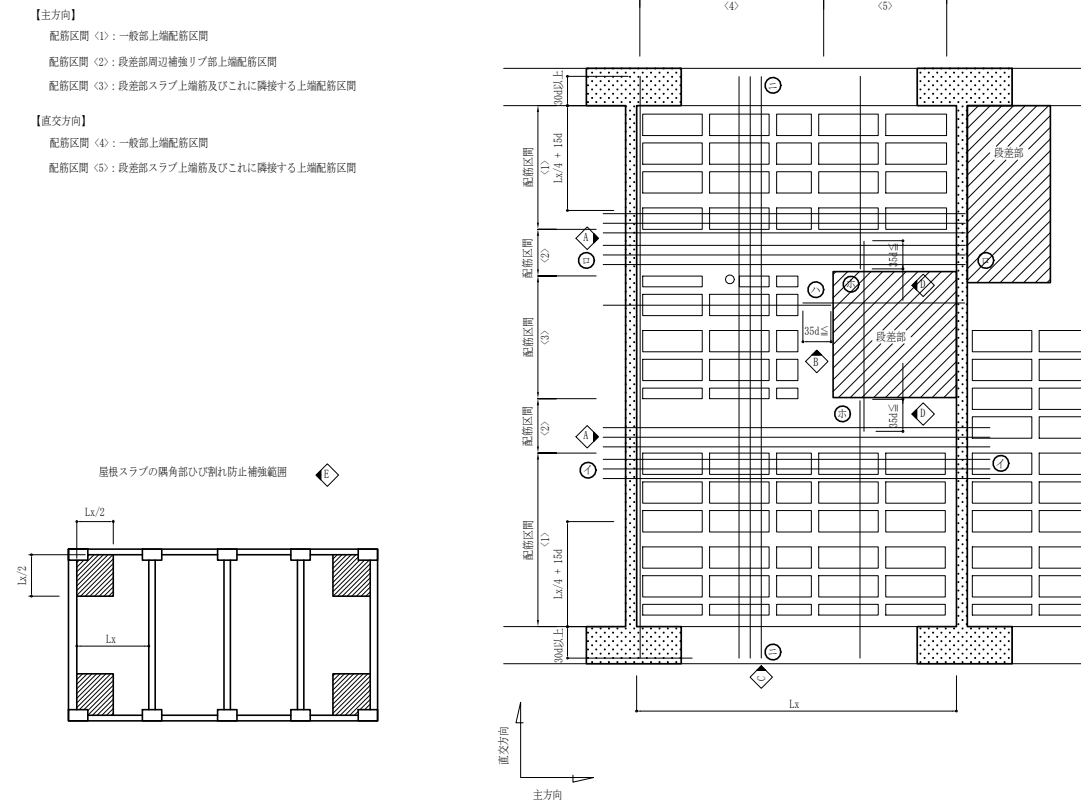 【主方向】
配筋区間〈1〉：一般部上端配筋区間
配筋区間〈2〉：段差部周辺補強リブ部上端配筋区間
配筋区間〈3〉：段差部スラブ上端筋及びこれに隣接する上端配筋区間
【直交方向】
配筋区間〈4〉：一般部上端配筋区間
配筋区間〈5〉：段差部スラブ上端筋及びこれに隣接する上端配筋区間
屋根スラブの隅角部ひび割れ防止補強範囲
E
Lx/2
Lx/2
Lx
〈4〉
〈5〉
30d以上
ニ
配筋区間
〈1〉
Lx/4 + 15d
段差部
A
ロ
配筋区間
〈2〉
35d≦
ロ
ハ
ホ
D
配筋区間
〈3〉
35d≦
段差部
B
配筋区間
〈2〉
A
イ
ホ
35d≦
D
イ
配筋区間
〈1〉
Lx/4 + 15d
30d以上
ニ
C
Lx
直交方向
主方向